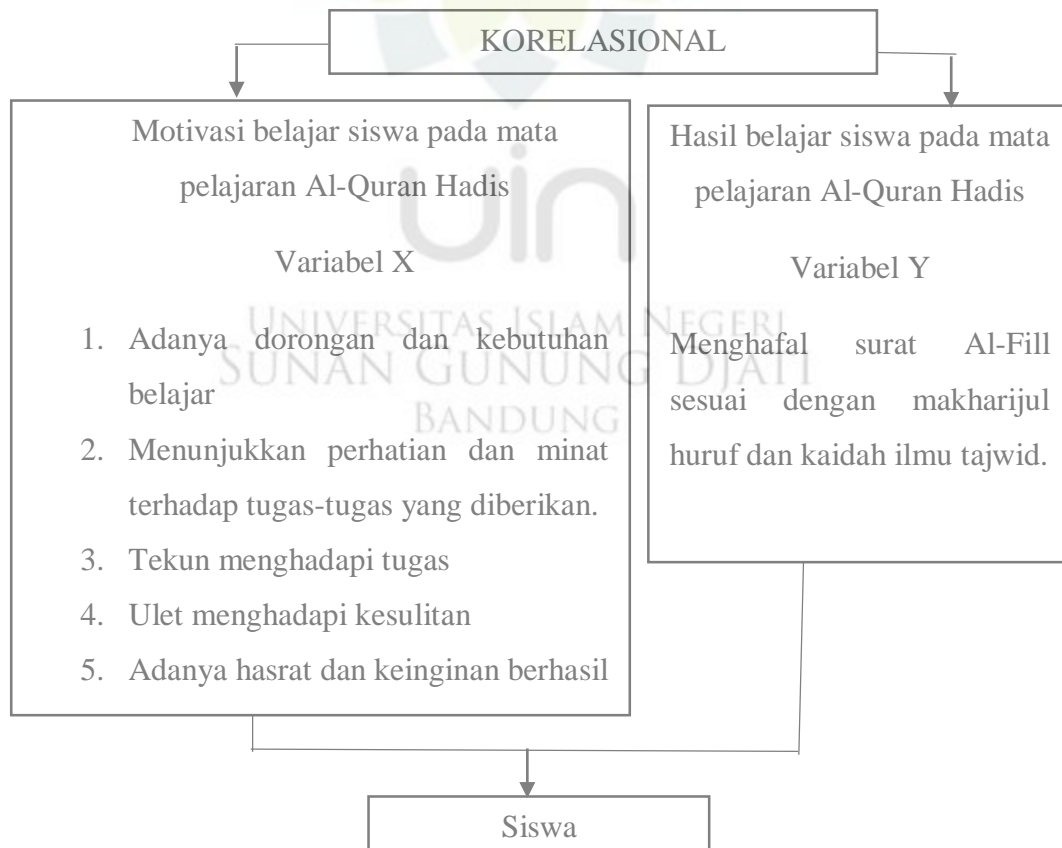 KORELASIONAL
Motivasi belajar siswa pada mata
pelajaran Al-Quran Hadis
Variabel X
1. Adanya dorongan dan kebutuhan
belajar
2. Menunjukkan perhatian dan minat
terhadap tugas-tugas yang diberikan.
3. Tekun menghadapi tugas
4. Ulet menghadapi kesulitan
5. Adanya hasrat dan keinginan berhasil
Hasil belajar siswa pada mata
pelajaran Al-Quran Hadis
Variabel Y
Menghafal surat Al-Fill
sesuai dengan makharijul
huruf dan kaidah ilmu tajwid.
Siswa
uin
UNIVERSITAS ISLAM NEGERI
SUNAN GUNUNG DJATI
BANDUNG